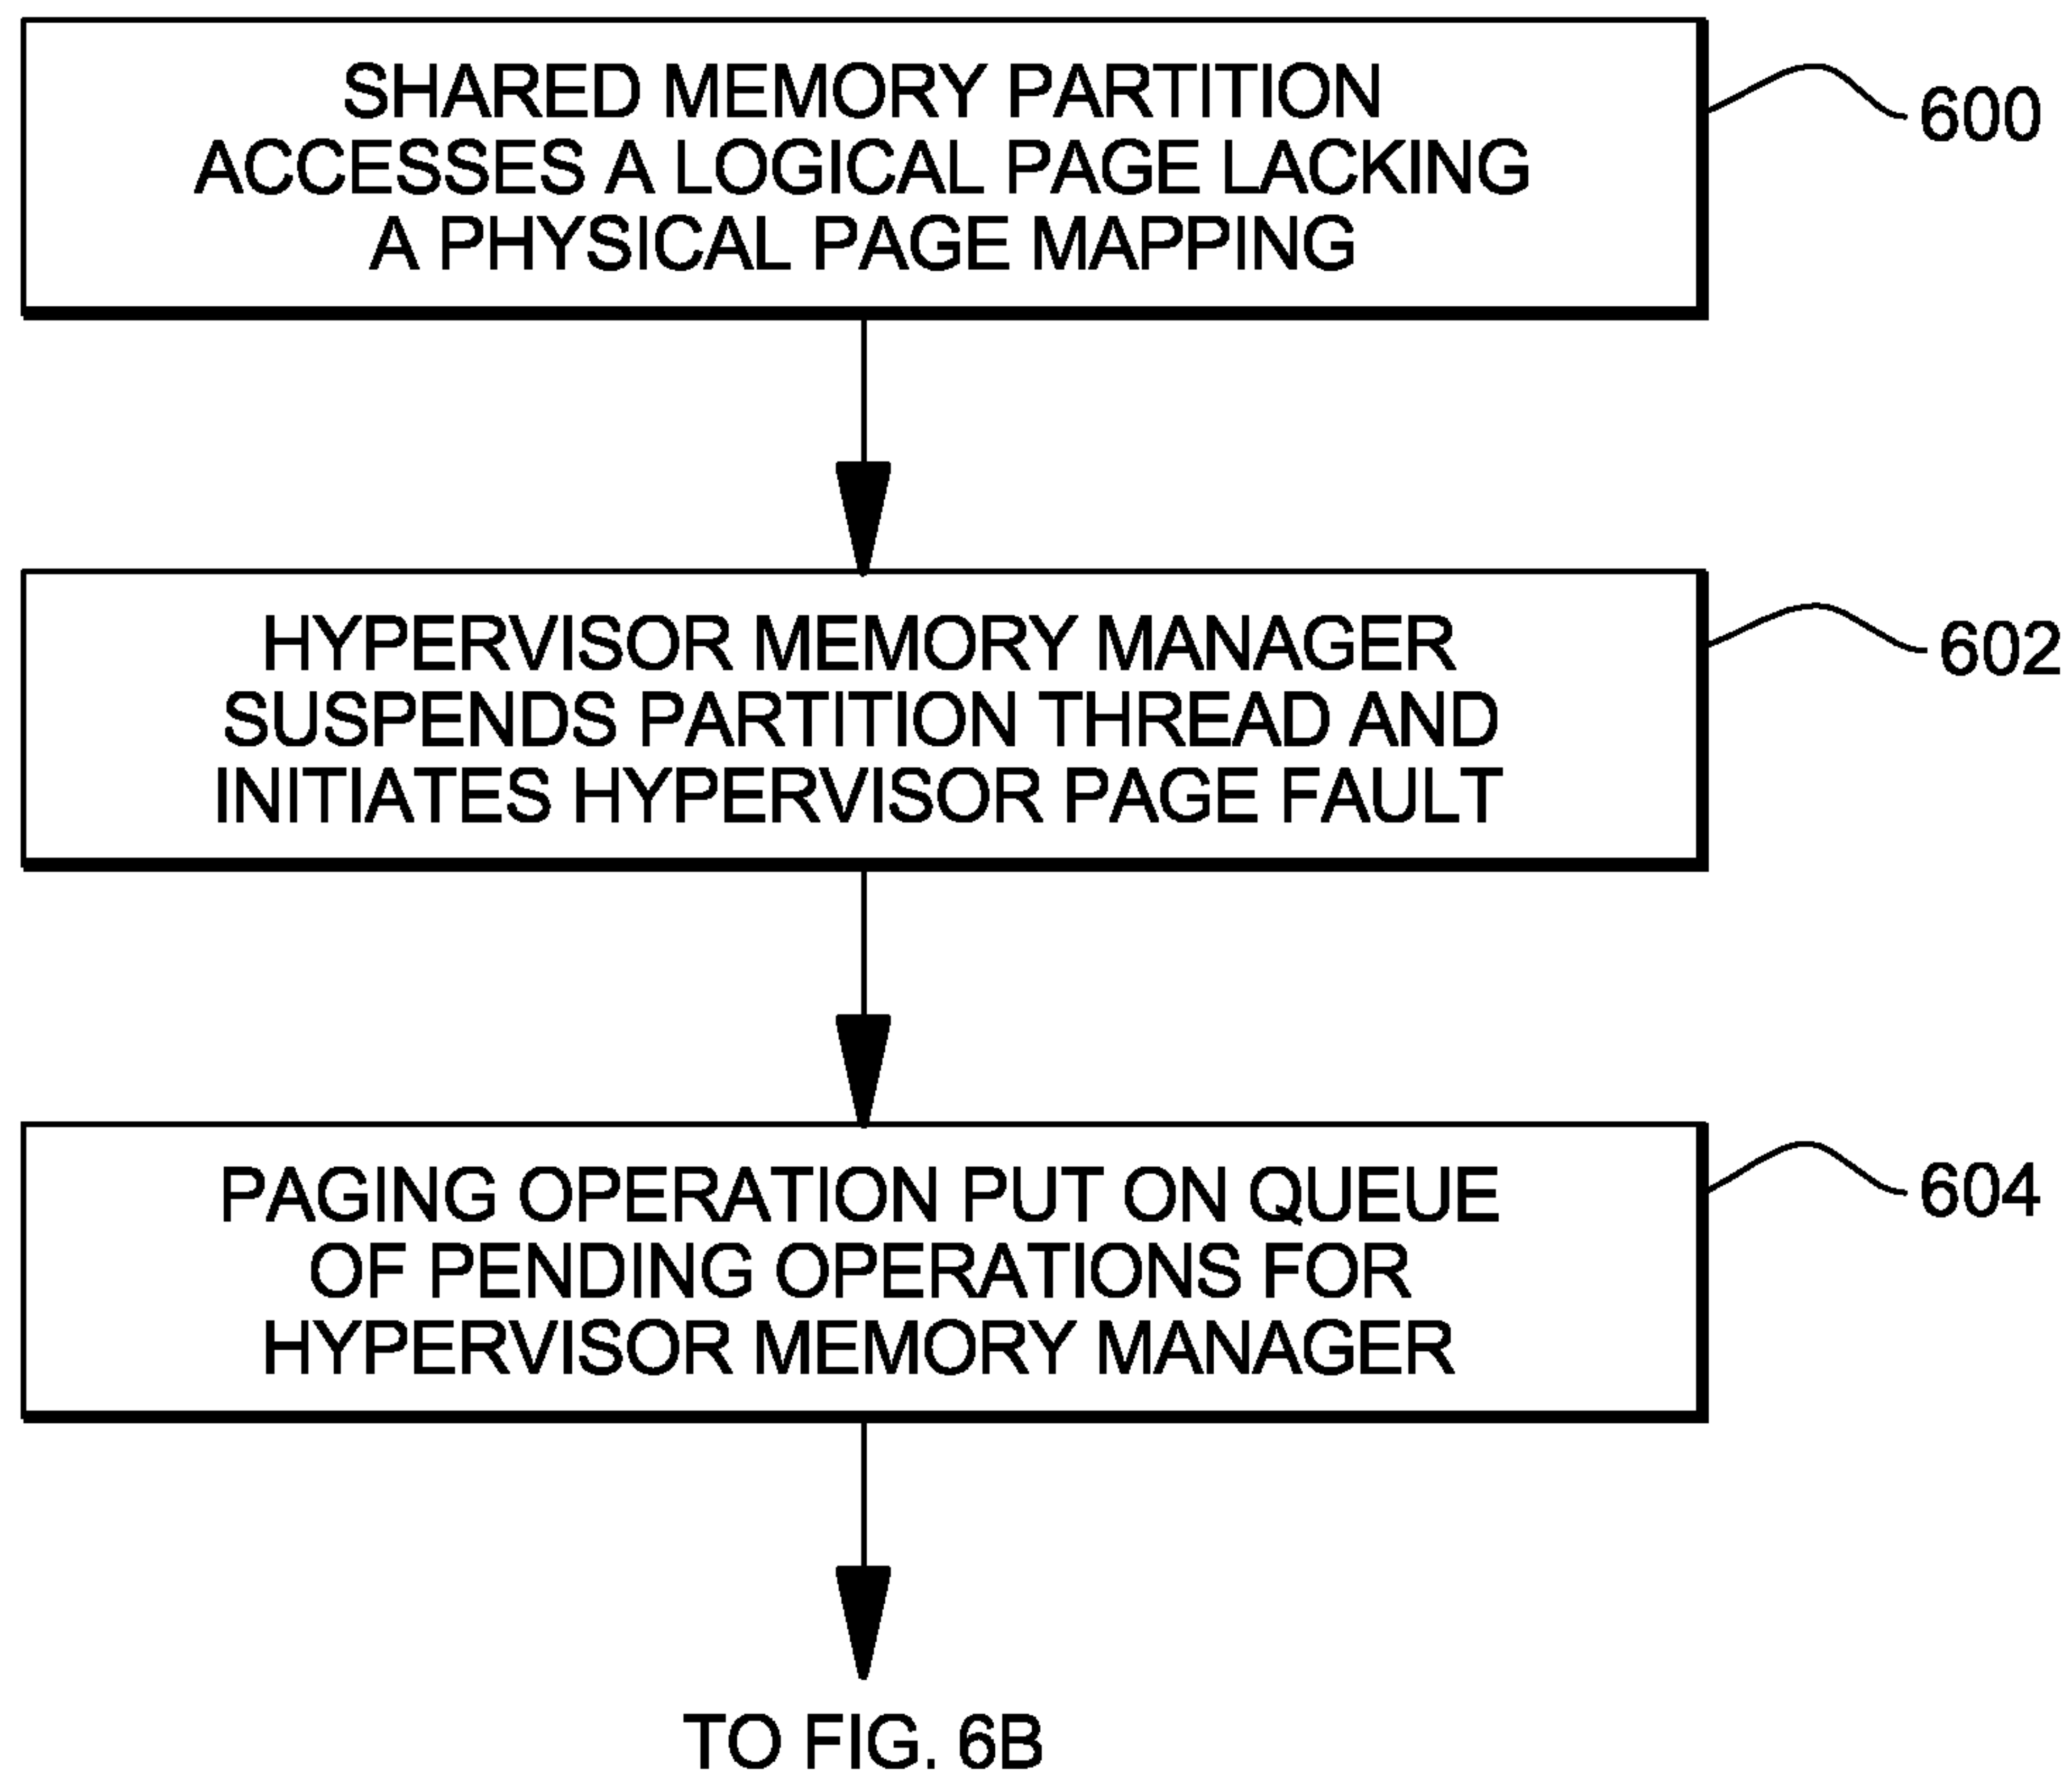 SHARED MEMORY PARTITION
ACCESSES A LOGICAL PAGE LACKING
A PHYSICAL PAGE MAPPING
600
HYPERVISOR MEMORY MANAGER
SUSPENDS PARTITION THREAD AND
INITIATES HYPERVISOR PAGE FAULT
602
PAGING OPERATION PUT ON QUEUE
OF PENDING OPERATIONS FOR
HYPERVISOR MEMORY MANAGER
604
TO FIG. 6B